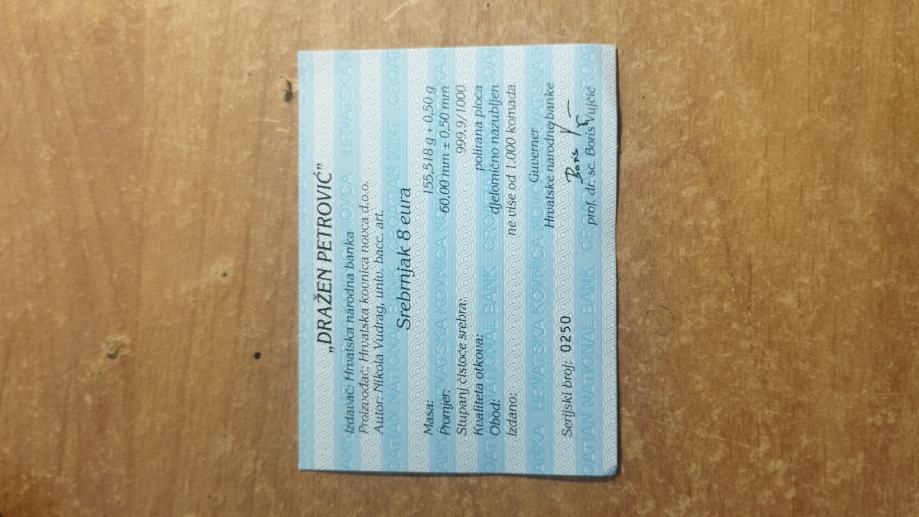 „DRAŽEN PETROVIĆ”
Izdavač: Hrvatska narodna banka
Proizvođač: Hrvatska kovnica novca d.o.o.
Autor: Nikola Vudrag, univ. bacc. art.
Srebrnjak 8 eura
Masa: 155,518 g + 0,50 g
Promjer: 60,00 mm ± 0,50 mm
Stupanj čistoće srebra: 999,9/1000
Kvaliteta otkova: polirana ploča
Obod: djelomično nazubljen
Izdano: ne više od 1.000 komada
Guverner
Hrvatske narodne banke
Boris V
Serijski broj: 0250
prof. dr. sc. Boris Vujčić